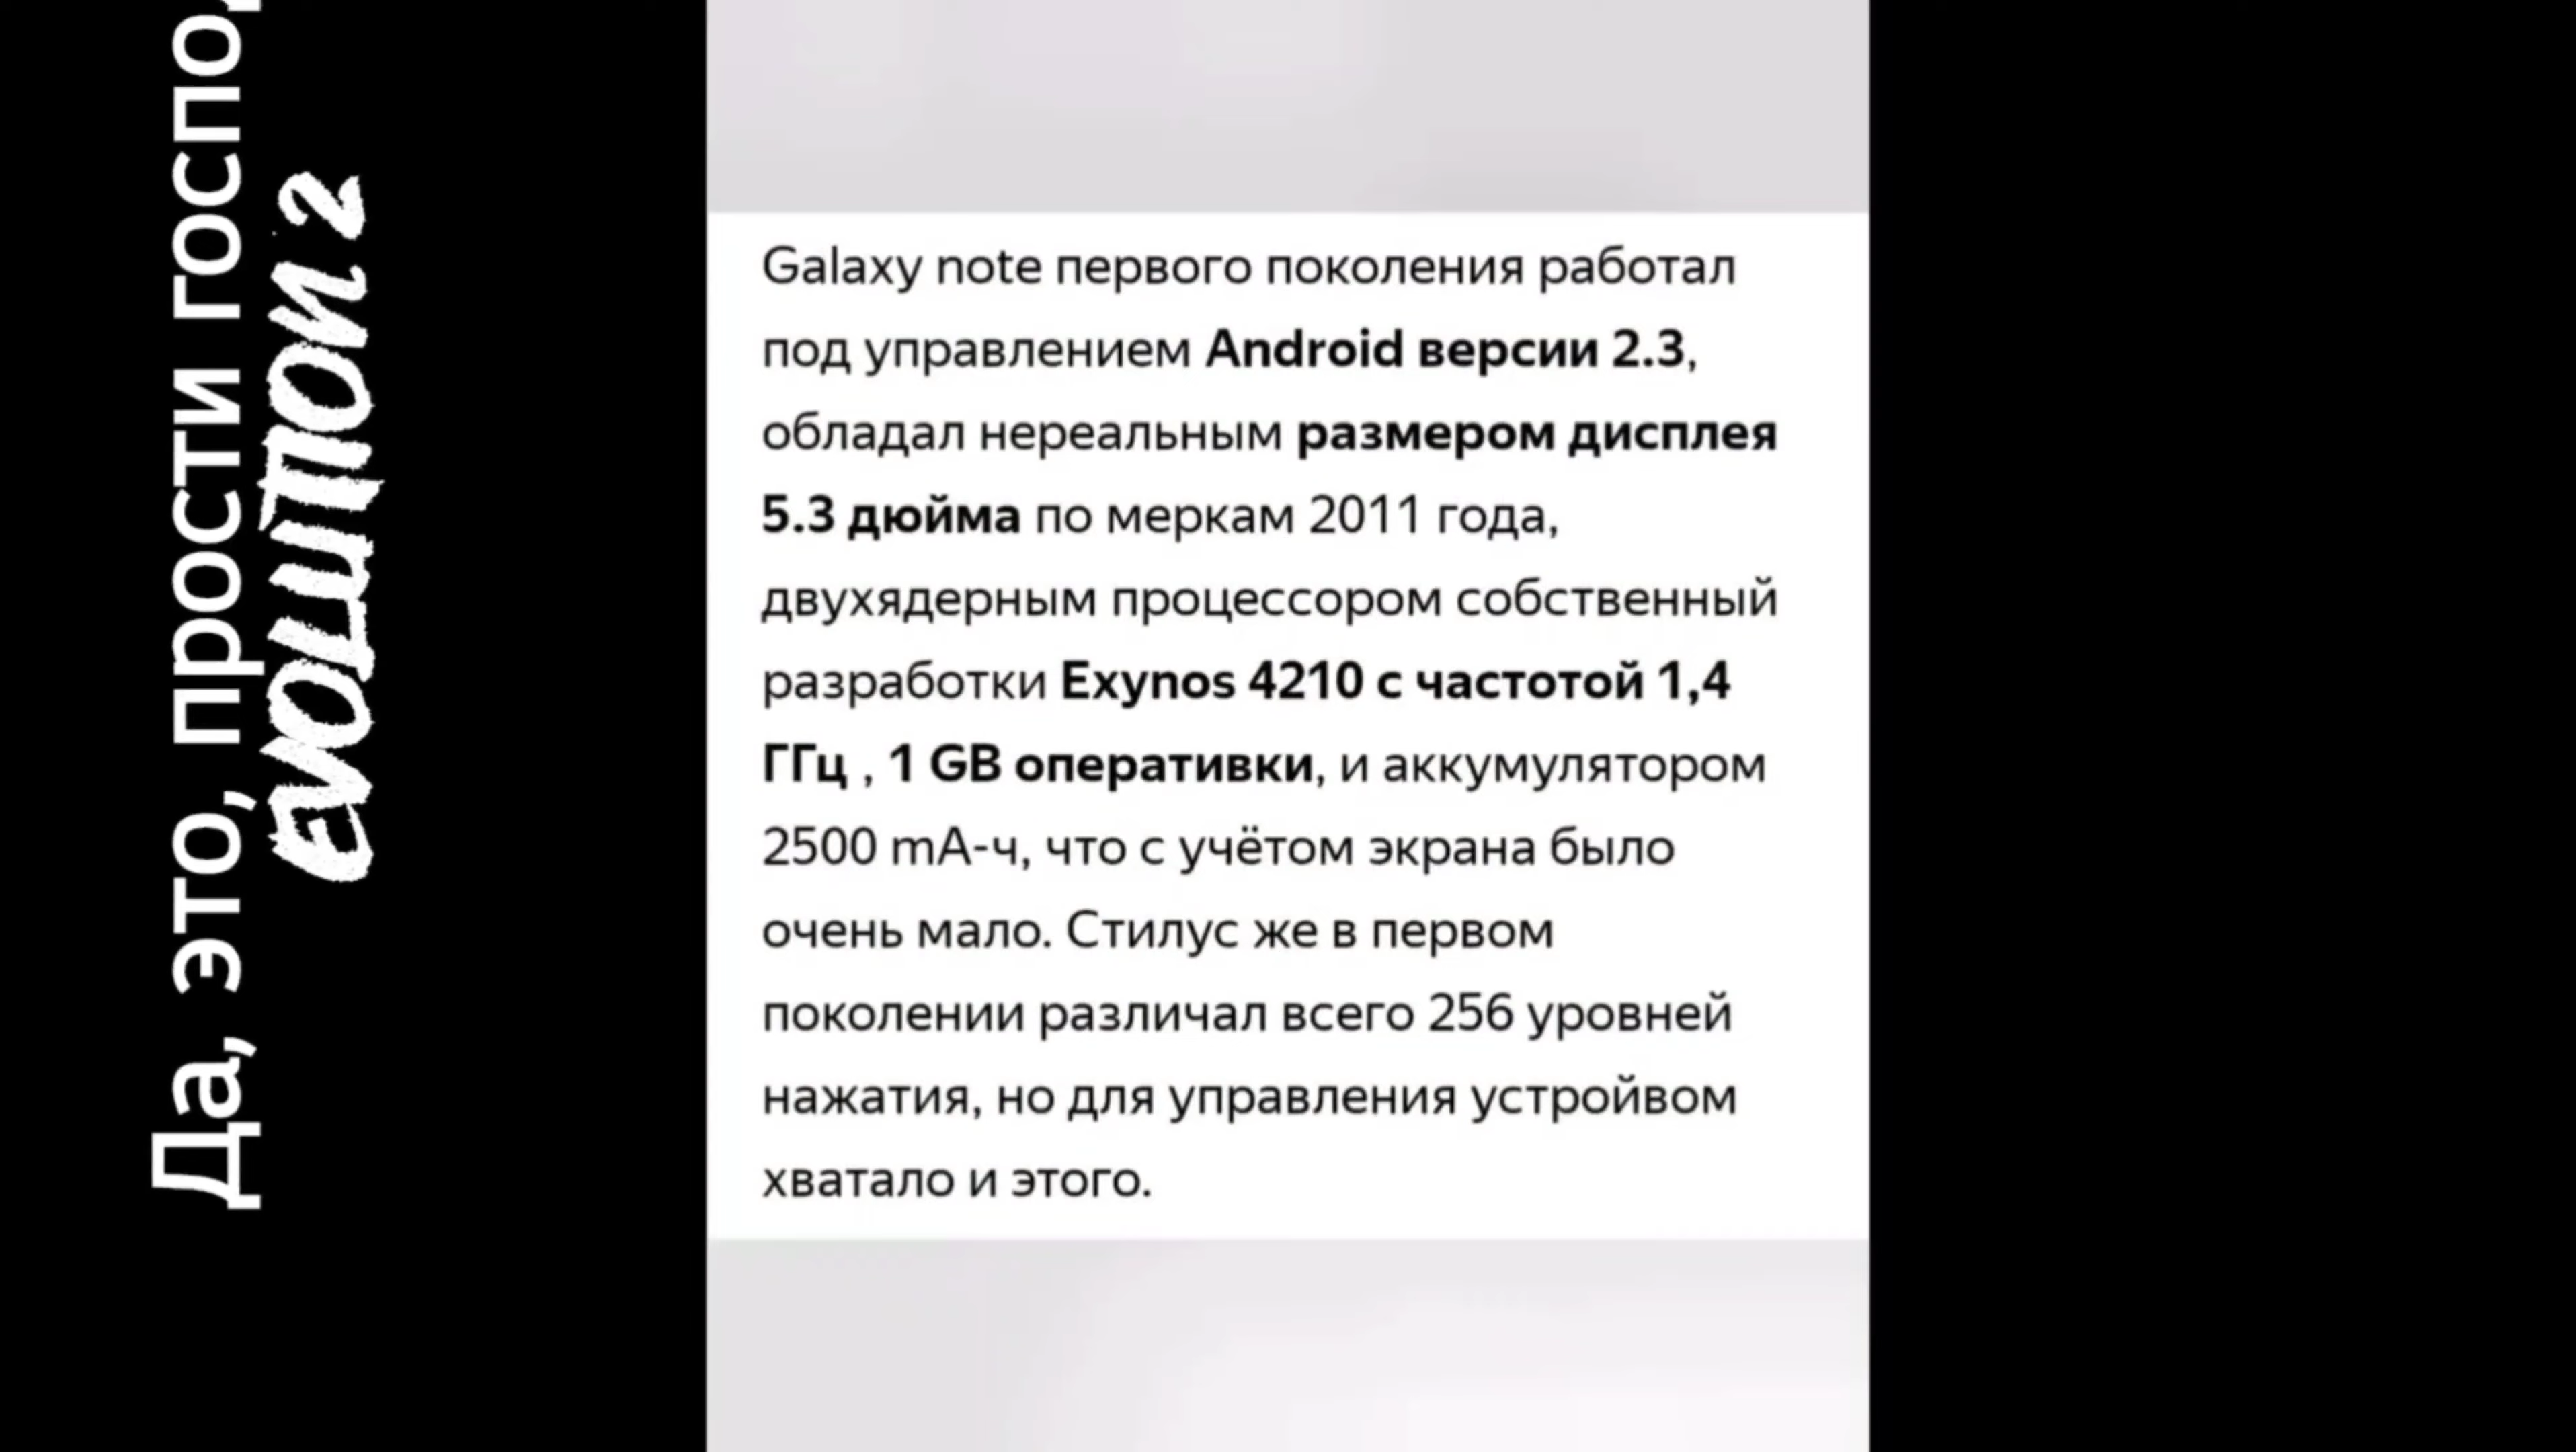 Да, это, прости
Galaxy note первого поколения работал
под управлением Android версии 2.3,
обладал нереальным размером дисплея
5.3 дюйма по меркам 2011 года,
двухядерным процессором собственный
разработки Exynos 4210 с частотой 1,4
ГГц , 1 GB оперативки, и аккумулятором
2500 mA-ч, что с учётом экрана было
очень мало. Стилус же в первом
поколении различал всего 256 уровней
нажатия, но для управления устройвом
хватало и этого.